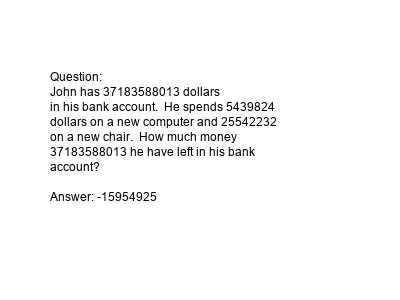 Question:
John has 37183588013 dollars
in his bank account.  He spends 5439824
dollars on a new computer and 25542232
on a new chair.  How much money
37183588013 he have left in his bank
account?

Answer: -15954925